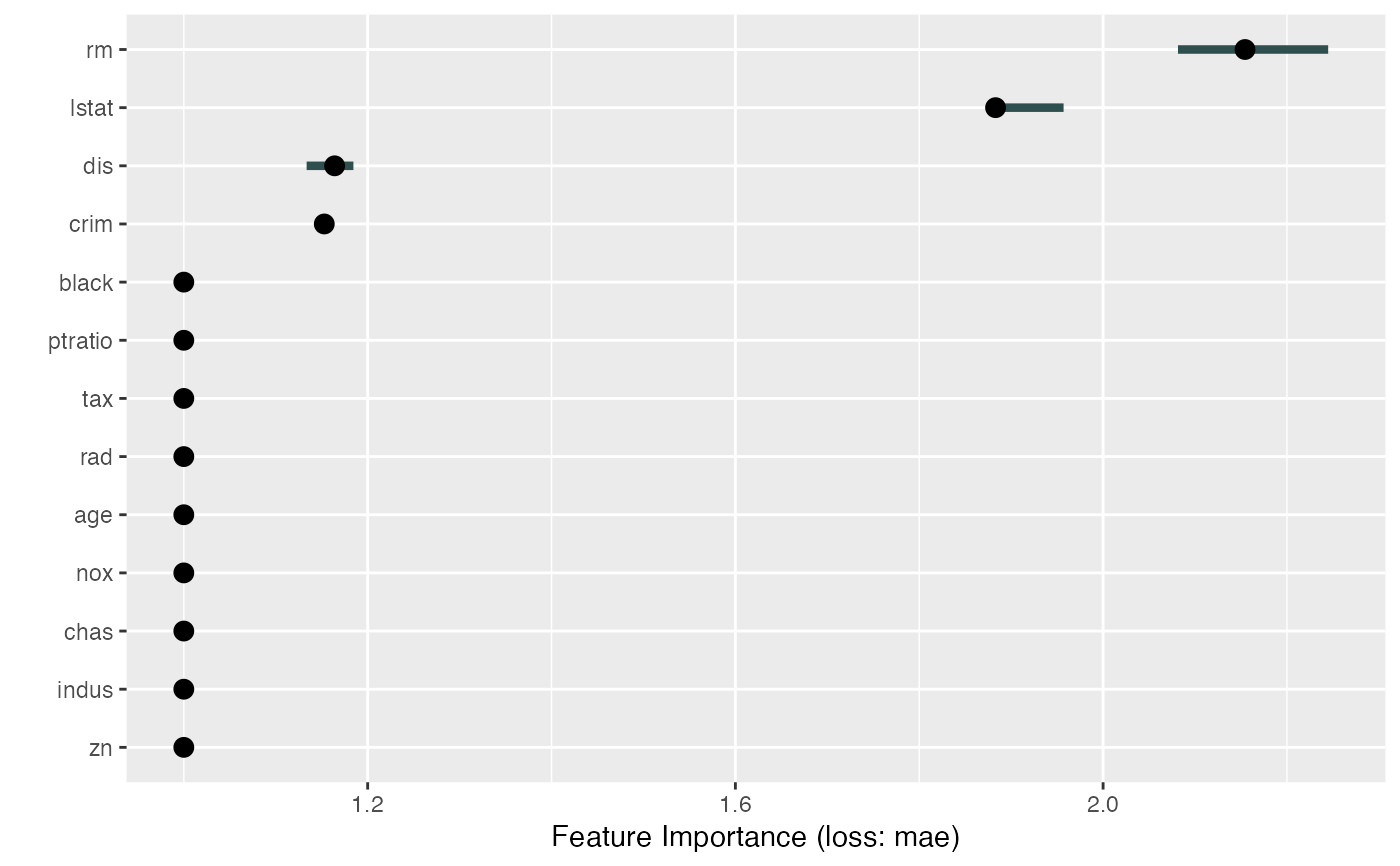 rm
lstat
dis
crim
black
ptratio
tax
rad
age
nox
chas
indus
zn
1.2 1.6 2.0
Feature Importance (loss: mae)